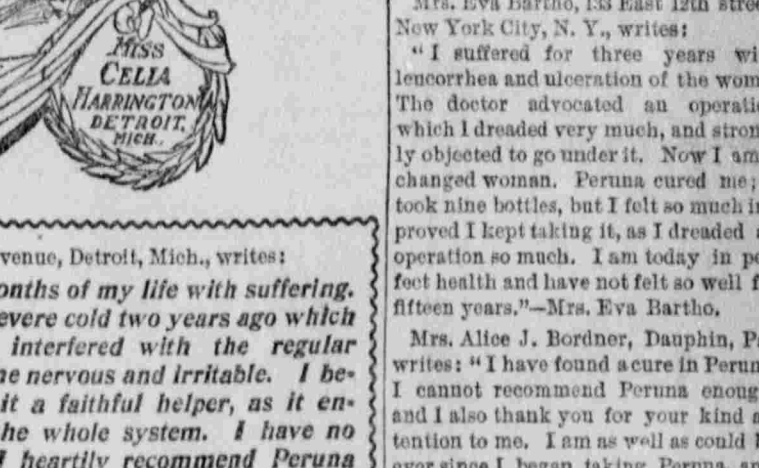 Miss
CELIA
HARRINGTON
DETROIT,
MICH.
venue, Detroit, Mich., writes:
onths of my life with suffering.
evere cold two years ago which
interfered with the regular
ne nervous and irritable. I be-
it a faithful helper, as it en-
he whole system. I have no
I heartily recommend Peruna
Mrs. Eva Bartho, 133 East 12th stree
New York City, N. Y., writes:
"I suffered for three years wi
leucorrhea and ulceration of the wom
The doctor advocated an operati
which I dreaded very much, and stron
ly objected to go under it. Now I am
changed woman. Peruna cured me;
took nine bottles, but I felt so much i
proved I kept taking it, as I dreaded
operation so much. I am today in pe
fect health and have not felt so well f
fifteen years."—Mrs. Eva Bartho.
Mrs. Alice J. Bordner, Dauphin, P
writes: "I have found a cure in Perun
I cannot recommend Peruna enoug
and I also thank you for your kind a
tention to me. I am as well as could
ever since I began taking Peruna, an